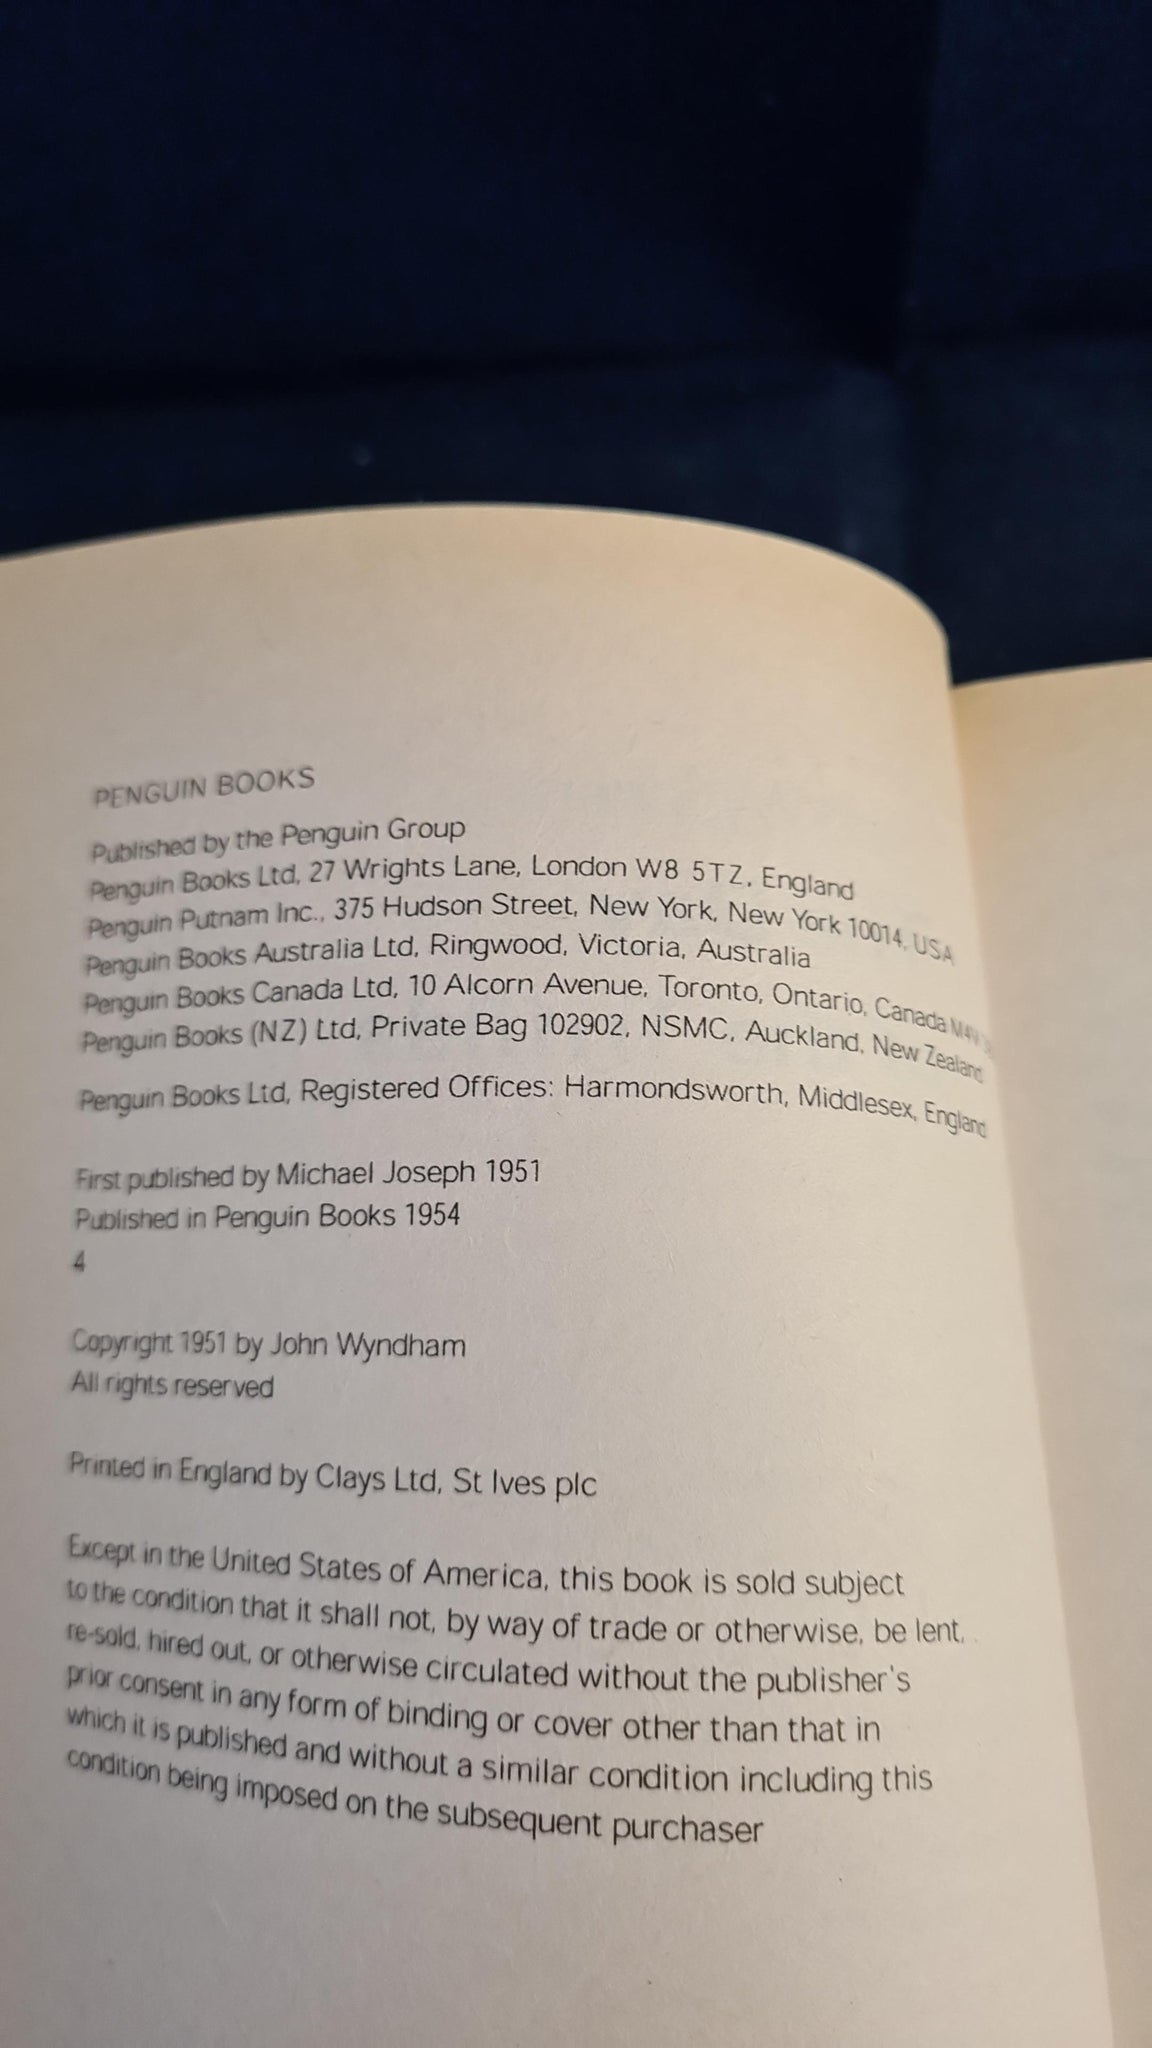 PENGUIN BOOKS
Published by the Penguin Group
Penguin Books Ltd, 27 Wrights Lane, London W8 5TZ, England
Penguin Putnam Inc., 375 Hudson Street, New York, New York 10014, USA
Penguin Books Australia Ltd, Ringwood, Victoria, Australia
Penguin Books Canada Ltd, 10 Alcorn Avenue, Toronto, Ontario, Canada M4V
Penguin Books (NZ) Ltd, Private Bag 102902, NSMC, Auckland, New Zealand
Penguin Books Ltd, Registered Offices: Harmondsworth, Middlesex, England
First published by Michael Joseph 1951
Published in Penguin Books 1954
4
Copyright 1951 by John Wyndham
All rights reserved
Printed in England by Clays Ltd, St Ives plc
Except in the United States of America, this book is sold subject
to the condition that it shall not, by way of trade or otherwise, be lent,
re-sold, hired out, or otherwise circulated without the publisher's
prior consent in any form of binding or cover other than that in
which it is published and without a similar condition including this
condition being imposed on the subsequent purchaser